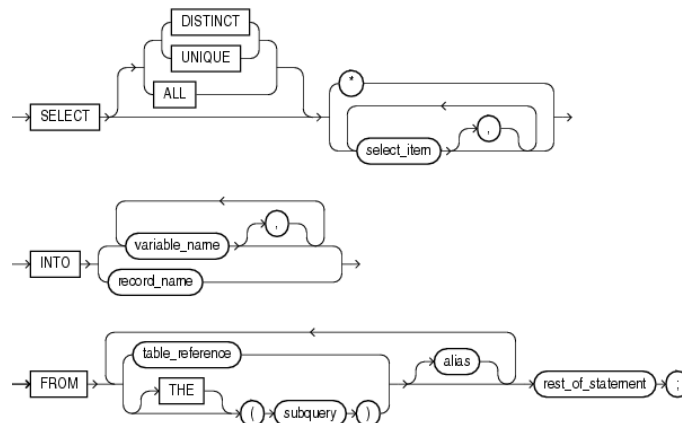 DISTINCT
UNIQUE
ALL
*
SELECT
select_item
,
,
variable_name
INTO
record_name
table_reference
alias
FROM
THE
rest_of_statement
;
(
subquery
)